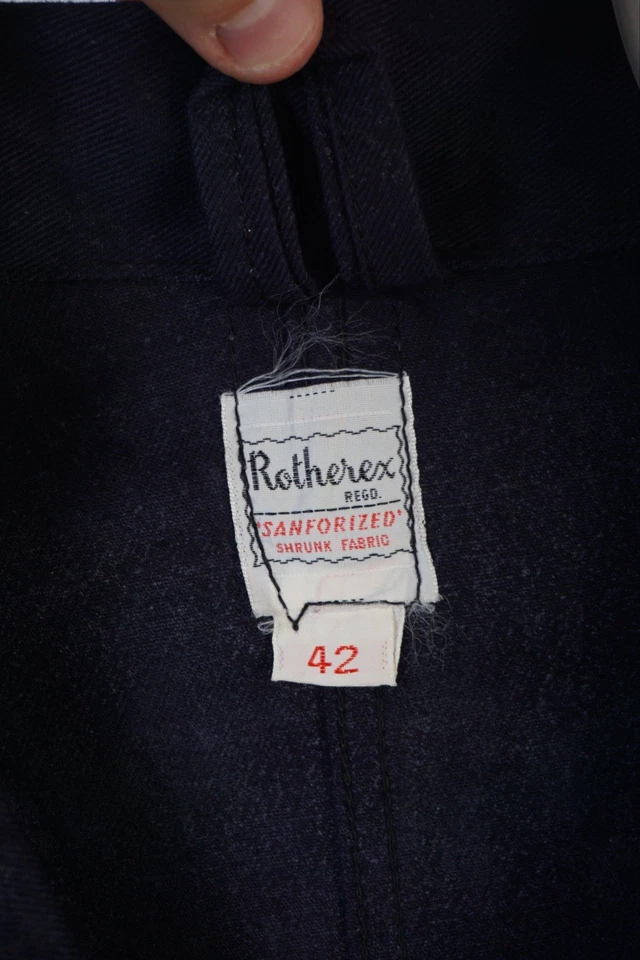 Rotherex
REGD.
"SANFORIZED"
SHRUNK FABRIC
42